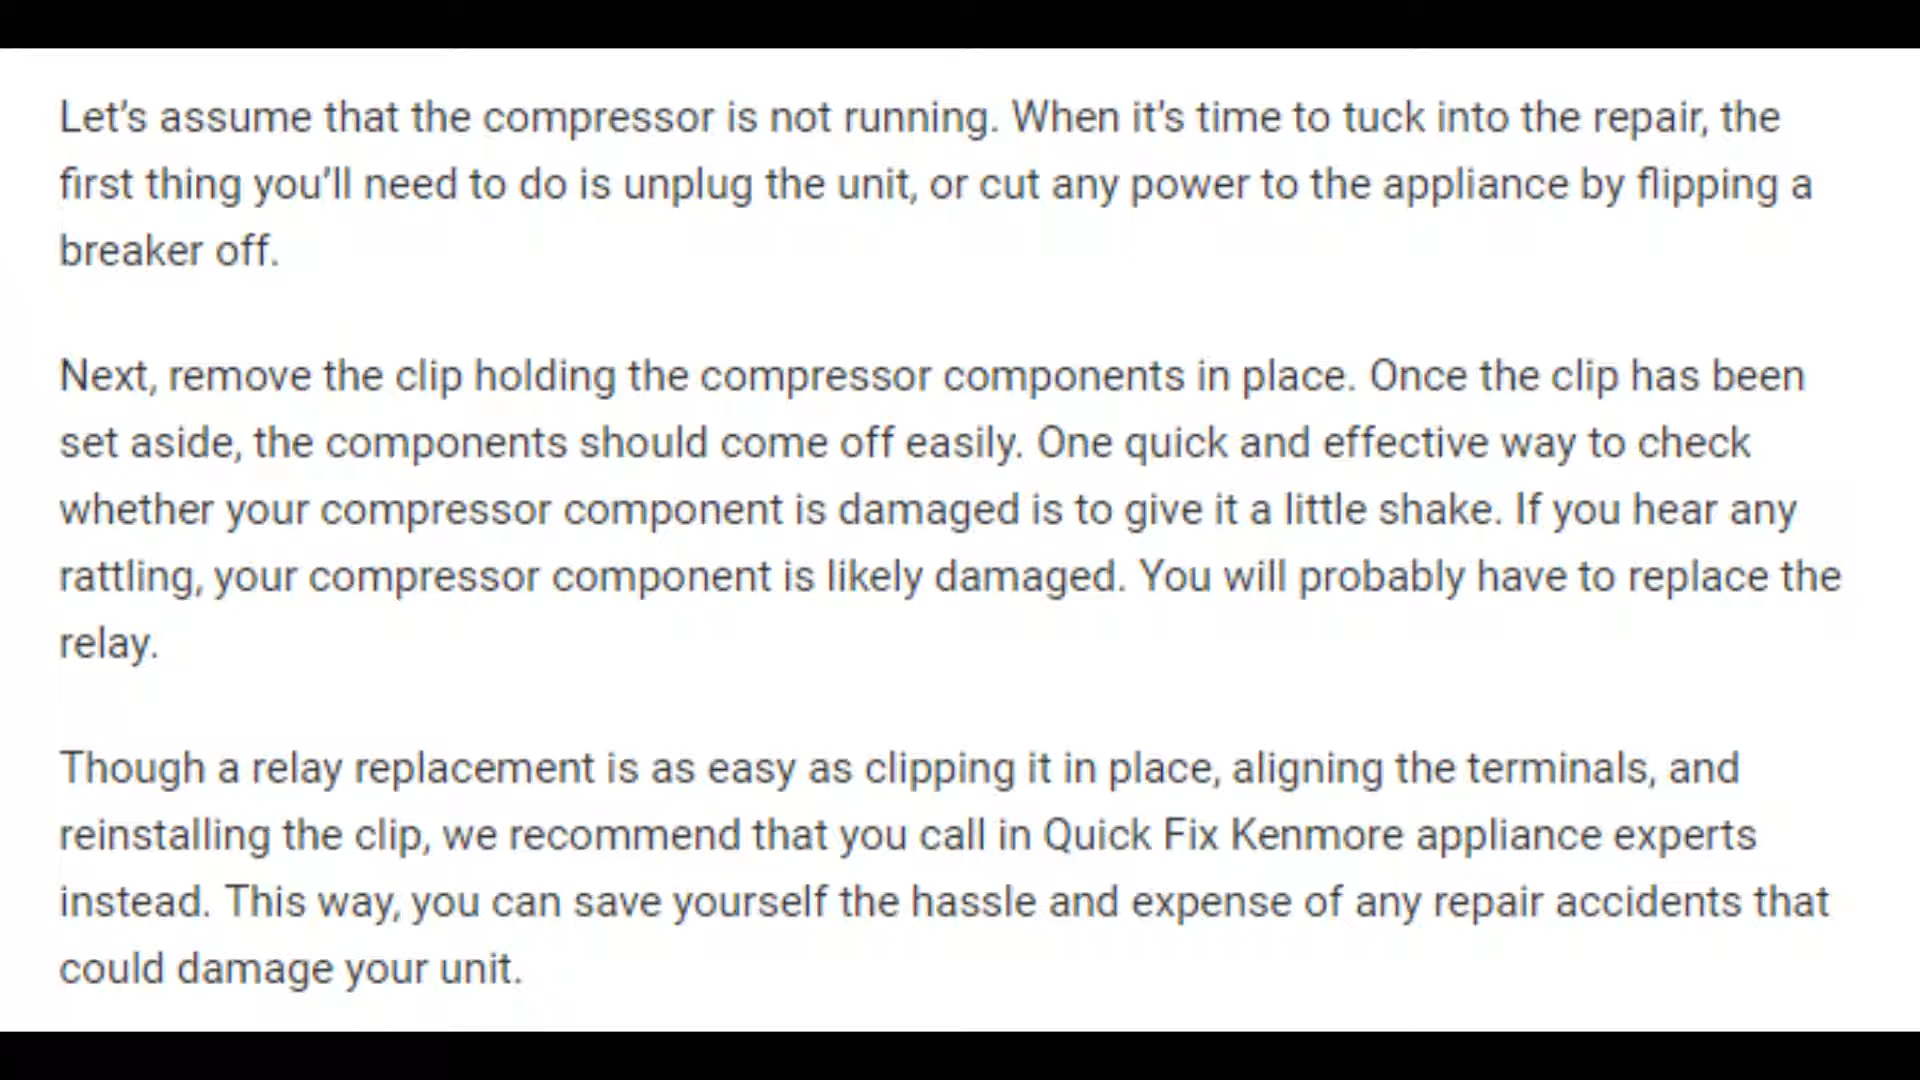 Let’s assume that the compressor is not running. When it’s time to tuck into the repair, the
first thing you’ll need to do is unplug the unit, or cut any power to the appliance by flipping a
breaker off.
Next, remove the clip holding the compressor components in place. Once the clip has been
set aside, the components should come off easily. One quick and effective way to check
whether your compressor component is damaged is to give it a little shake. If you hear any
rattling, your compressor component is likely damaged. You will probably have to replace the
relay.
Though a relay replacement is as easy as clipping it in place, aligning the terminals, and
reinstalling the clip, we recommend that you call in Quick Fix Kenmore appliance experts
instead. This way, you can save yourself the hassle and expense of any repair accidents that
could damage your unit.